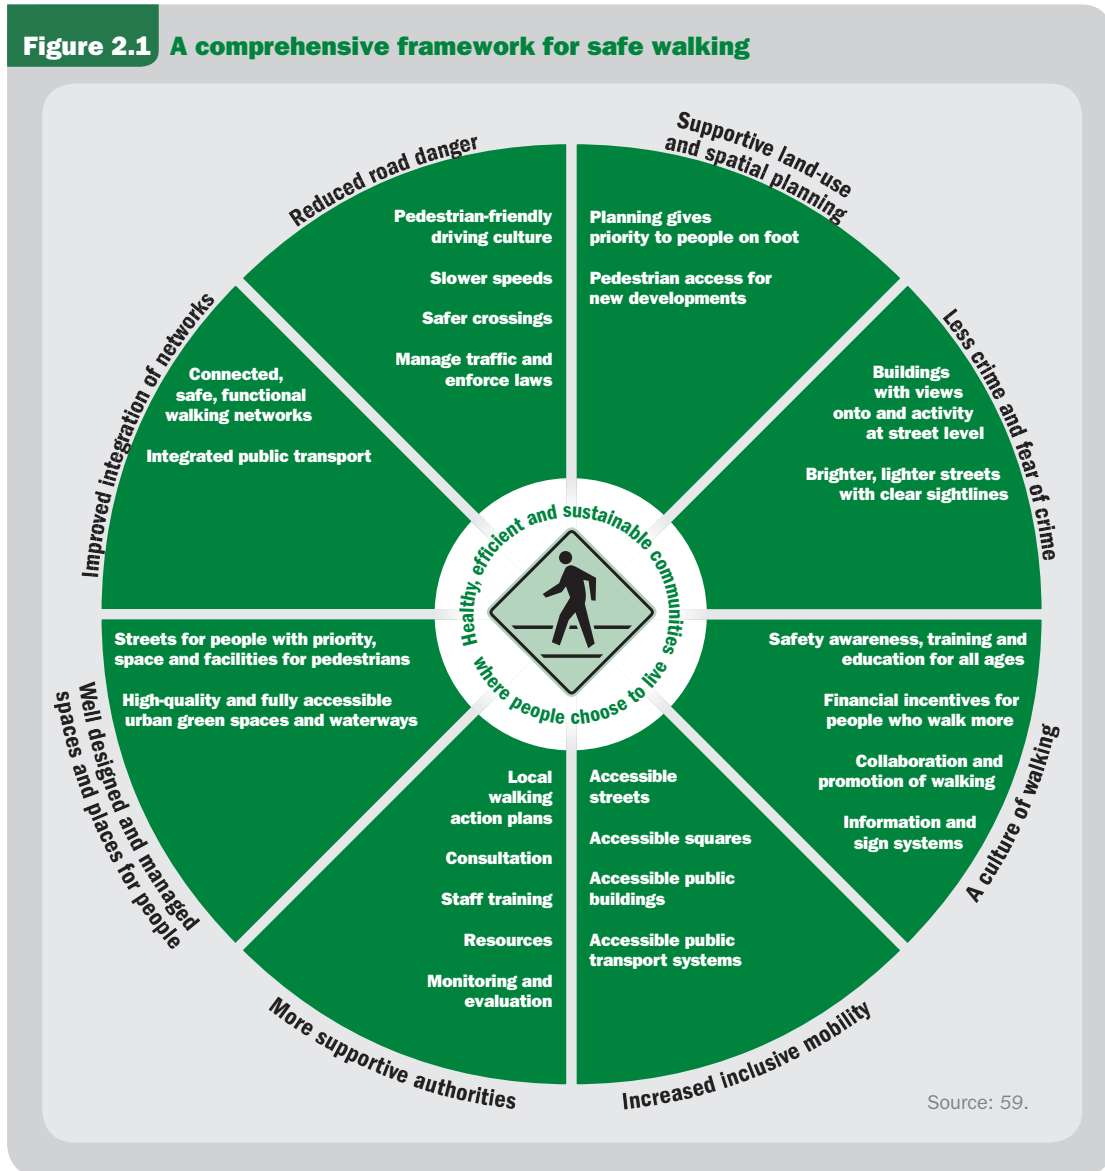 Figure 2.1 A comprehensive framework for safe walking
Reduced road danger
Pedestrian-friendly
driving culture
Slower speeds
Safer crossings
Manage traffic and
enforce laws
Supportive land-use
and spatial planning
Planning gives
priority to people on foot
Pedestrian access for
new developments
Less crime and fear of crime
Buildings
with views
onto and activity
at street level
Brighter, lighter streets
with clear sightlines
A culture of walking
Safety awareness, training and
education for all ages
Financial incentives for
people who walk more
Collaboration and
promotion of walking
Information and
sign systems
Increased inclusive mobility
Accessible
streets
Accessible squares
Accessible public
buildings
Accessible public
transport systems
More supportive authorities
Local
walking
action plans
Consultation
Staff training
Resources
Monitoring and
evaluation
Well designed and managed
spaces and places for people
Streets for people with priority,
space and facilities for pedestrians
High-quality and fully accessible
urban green spaces and waterways
Improved integration of networks
Connected,
safe, functional
walking networks
Integrated public transport
Healthy, efficient and sustainable communities
where people choose to live
Source: 59.